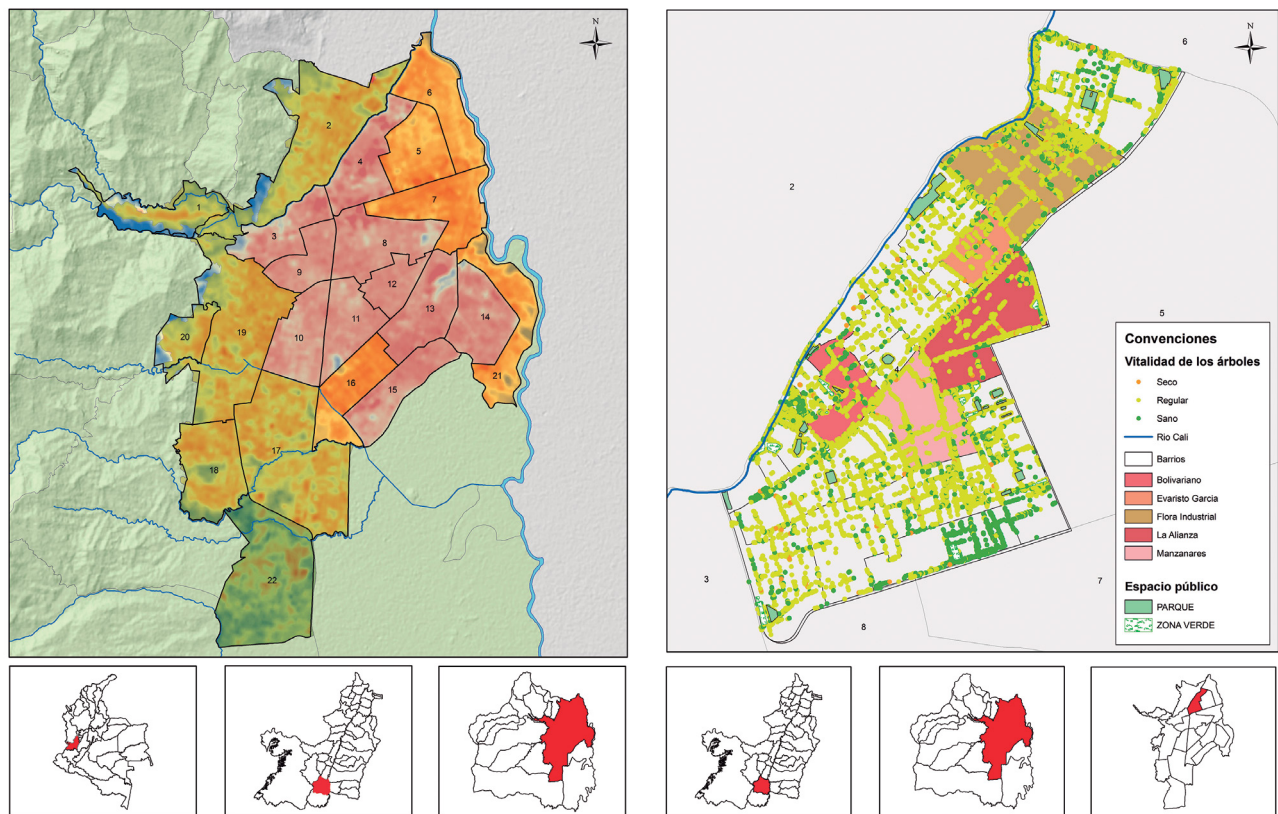 N
6
2
5
4
7
1
3
8
9
12
13
11
14
10
19
20
16
21
15
17
18
22
N
6
2
5
4
3
7
8
Convenciones
Vitalidad de los árboles
Seco
Regular
Sano
Rio Cali
Barrios
Bolivariano
Evaristo Garcia
Flora Industrial
La Alianza
Manzanares
Espacio público
PARQUE
ZONA VERDE